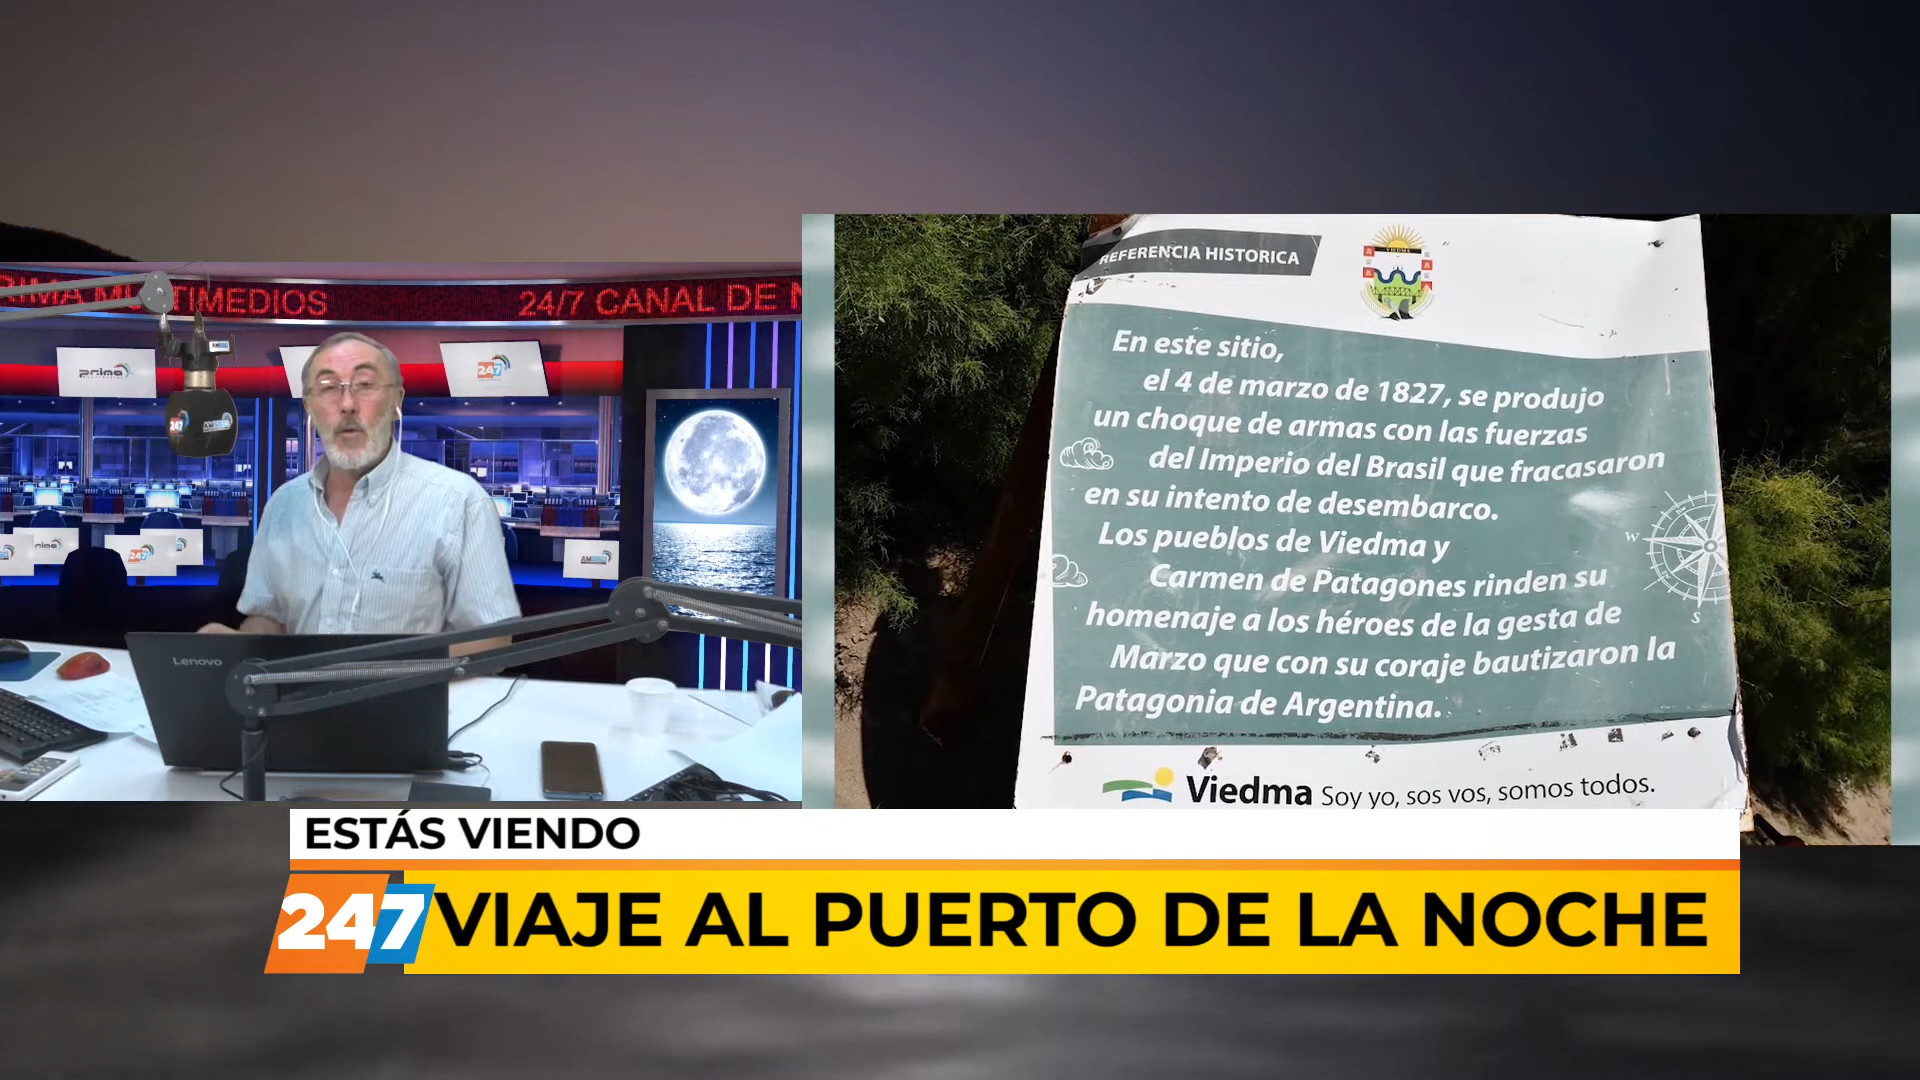 RIMA MULTIMEDIOS
24/7 CANAL DE N
prima
247
247
Lenovo
REFERENCIA HISTORICA
VIEDMA
En este sitio,
el 4 de marzo de 1827, se produjo
un choque de armas con las fuerzas
del Imperio del Brasil que fracasaron
en su intento de desembarco.
Los pueblos de Viedma y
Carmen de Patagones rinden su
homenaje a los héroes de la gesta de
Marzo que con su coraje bautizaron la
Patagonia de Argentina.
W
S
Viedma Soy yo, sos vos, somos todos.
ESTÁS VIENDO
247 VIAJE AL PUERTO DE LA NOCHE